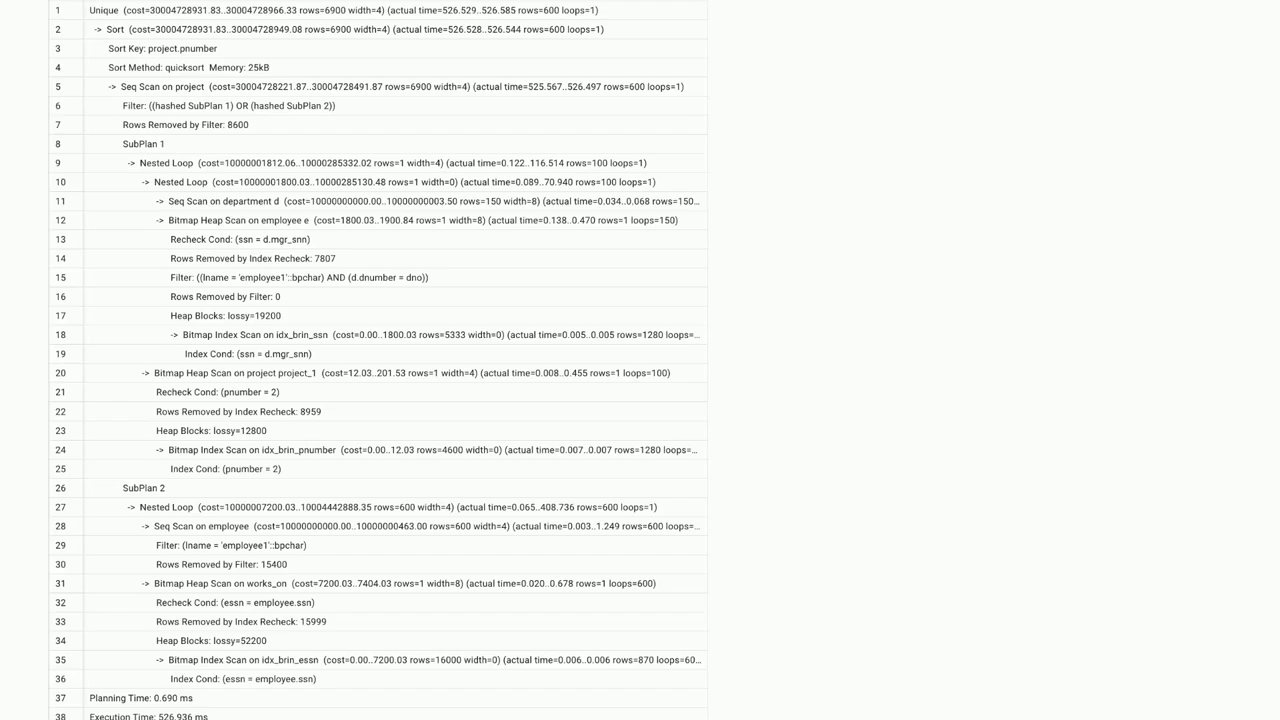 1 Unique (cost=30004728931.83..30004728966.33 rows=6900 width=4) (actual time=526.529..526.585 rows=600 loops=1)
2 -> Sort (cost=30004728931.83..30004728949.08 rows=6900 width=4) (actual time=526.528..526.544 rows=600 loops=1)
3 Sort Key: project.pnumber
4 Sort Method: quicksort Memory: 25kB
5 -> Seq Scan on project (cost=30004728221.87..30004728491.87 rows=6900 width=4) (actual time=525.567..526.497 rows=600 loops=1)
6 Filter: ((hashed SubPlan 1) OR (hashed SubPlan 2))
7 Rows Removed by Filter: 8600
8 SubPlan 1
9 -> Nested Loop (cost=10000001812.06..10000285332.02 rows=1 width=4) (actual time=0.122..116.514 rows=100 loops=1)
10 -> Nested Loop (cost=10000001800.03..10000285130.48 rows=1 width=0) (actual time=0.089..70.940 rows=100 loops=1)
11 -> Seq Scan on department d (cost=10000000000.00..10000000003.50 rows=150 width=8) (actual time=0.034..0.068 rows=150...
12 -> Bitmap Heap Scan on employee e (cost=1800.03..1900.84 rows=1 width=8) (actual time=0.138..0.470 rows=1 loops=150)
13 Recheck Cond: (ssn = d.mgr_snn)
14 Rows Removed by Index Recheck: 7807
15 Filter: ((lname = 'employee1'::bpchar) AND (d.dnumber = dno))
16 Rows Removed by Filter: 0
17 Heap Blocks: lossy=19200
18 -> Bitmap Index Scan on idx_brin_ssn (cost=0.00..1800.03 rows=5333 width=0) (actual time=0.005..0.005 rows=1280 loops=...
19 Index Cond: (ssn = d.mgr_snn)
20 -> Bitmap Heap Scan on project project_1 (cost=12.03..201.53 rows=1 width=4) (actual time=0.008..0.455 rows=1 loops=100)
21 Recheck Cond: (pnumber = 2)
22 Rows Removed by Index Recheck: 8959
23 Heap Blocks: lossy=12800
24 -> Bitmap Index Scan on idx_brin_pnumber (cost=0.00..12.03 rows=4600 width=0) (actual time=0.007..0.007 rows=1280 loops=...
25 Index Cond: (pnumber = 2)
26 SubPlan 2
27 -> Nested Loop (cost=10000007200.03..10004442888.35 rows=600 width=4) (actual time=0.065..408.736 rows=600 loops=1)
28 -> Seq Scan on employee (cost=10000000000.00..10000000463.00 rows=600 width=4) (actual time=0.003..1.249 rows=600 loops=...
29 Filter: (lname = 'employee1'::bpchar)
30 Rows Removed by Filter: 15400
31 -> Bitmap Heap Scan on works_on (cost=7200.03..7404.03 rows=1 width=8) (actual time=0.020..0.678 rows=1 loops=600)
32 Recheck Cond: (essn = employee.ssn)
33 Rows Removed by Index Recheck: 15999
34 Heap Blocks: lossy=52200
35 -> Bitmap Index Scan on idx_brin_essn (cost=0.00..7200.03 rows=16000 width=0) (actual time=0.006..0.006 rows=870 loops=60...
36 Index Cond: (essn = employee.ssn)
37 Planning Time: 0.690 ms
38 Execution Time: 526.936 ms